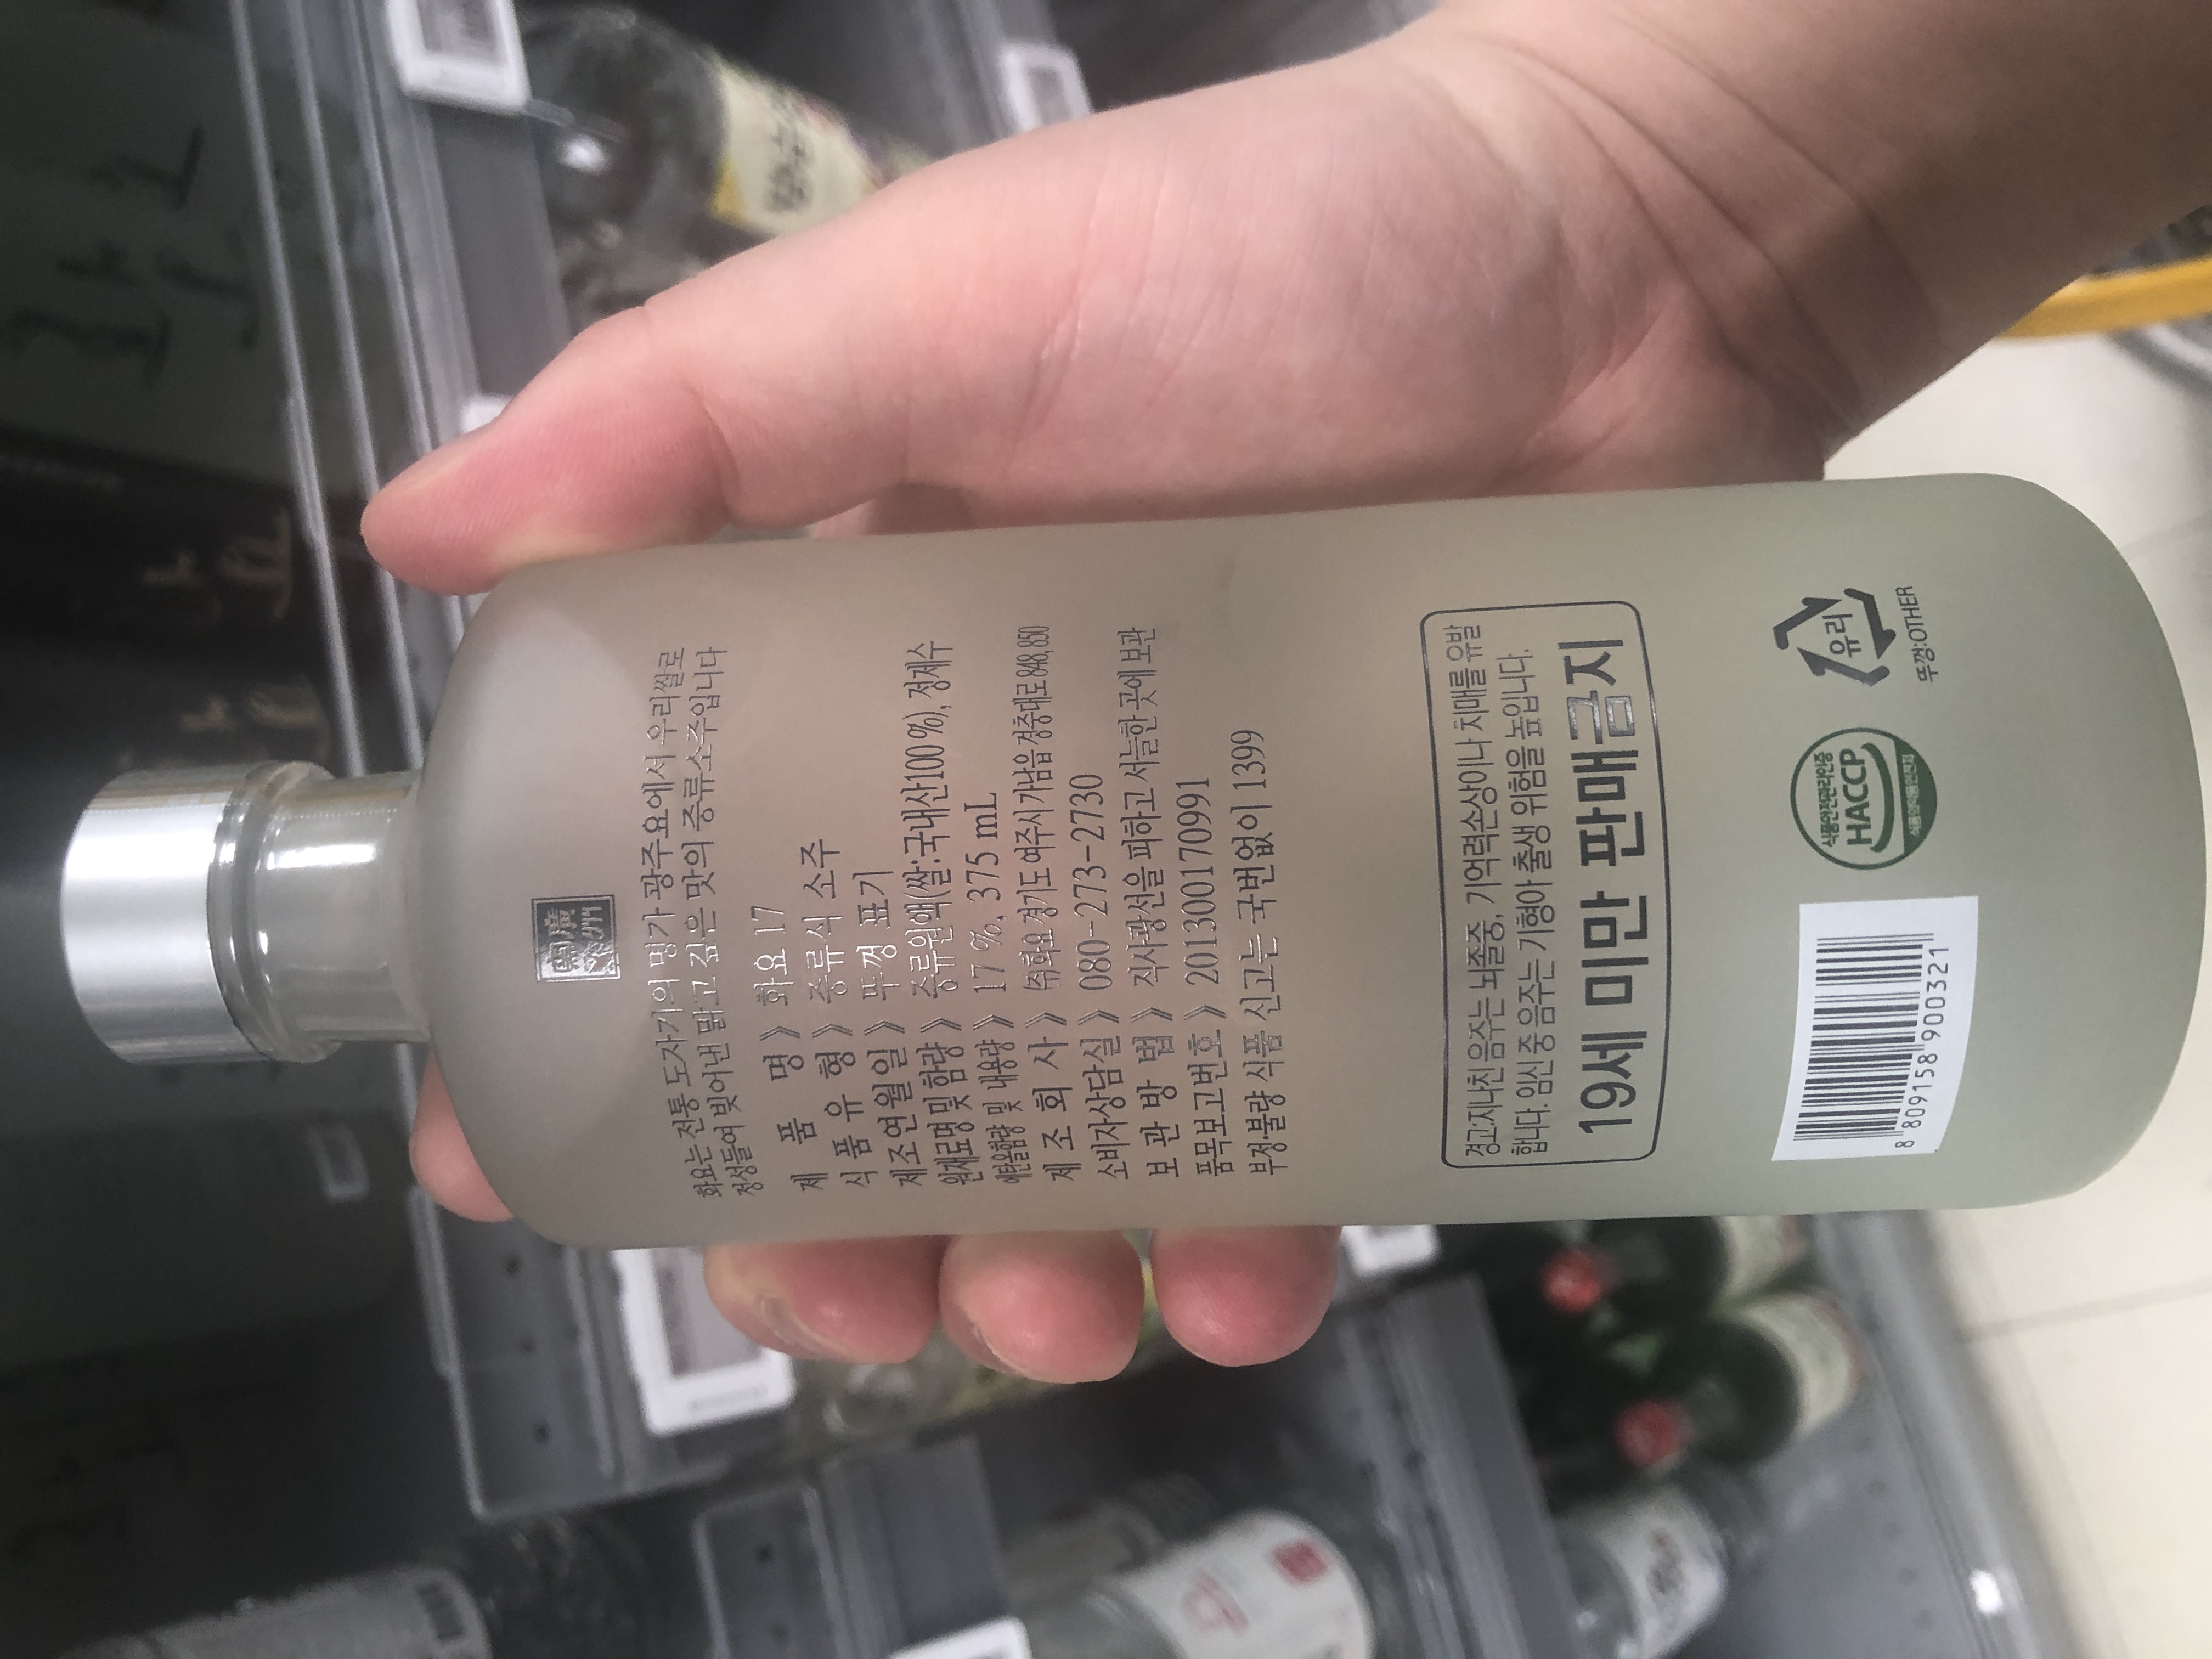 화요는 전통 도자기의 명가 광주요에서 우리쌀로
정성들여 빚어낸 맑고 깊은 맛의 증류소주입니다
제 품 명 》 화요 17
식 품 유 형 》 증류식 소주
제조연월일 》 뚜껑 표기
원재료명 및 함량 》 증류원액(쌀:국내산100 %), 정제수
에탄올함량 및 내용량 》 17 %, 375 mL
제 조 회 사 》 ㈜화요 경기도 여주시 가남읍 경충대로 848, 850
소비자상담실 》 080-273-2730
보 관 방 법 》 직사광선을 피하고 서늘한 곳에 보관
품목보고번호 》 201300170991
부정·불량 식품 신고는 국번없이 1399
경고:지나친 음주는 뇌졸중, 기억력손상이나 치매를 유발
합니다. 임신 중 음주는 기형아 출생 위험을 높입니다.
19세 미만 판매금지
8 809158 900321
식품안전관리인증
HACCP
식품의약품안전처
유리
뚜껑:OTHER